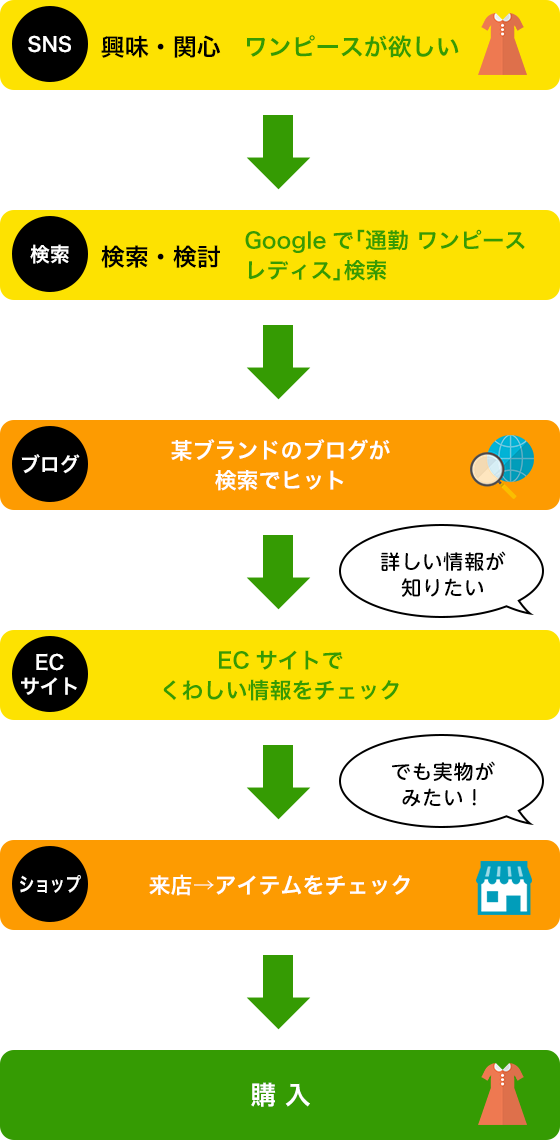 SNS
興味・関心
ワンピースが欲しい
検索
検索・検討
Google で「通勤 ワンピース
レディス」検索
ブログ
某ブランドのブログが
検索でヒット
詳しい情報が
知りたい
EC
サイト
EC サイトで
くわしい情報をチェック
でも実物が
みたい！
ショップ
来店→アイテムをチェック
購 入